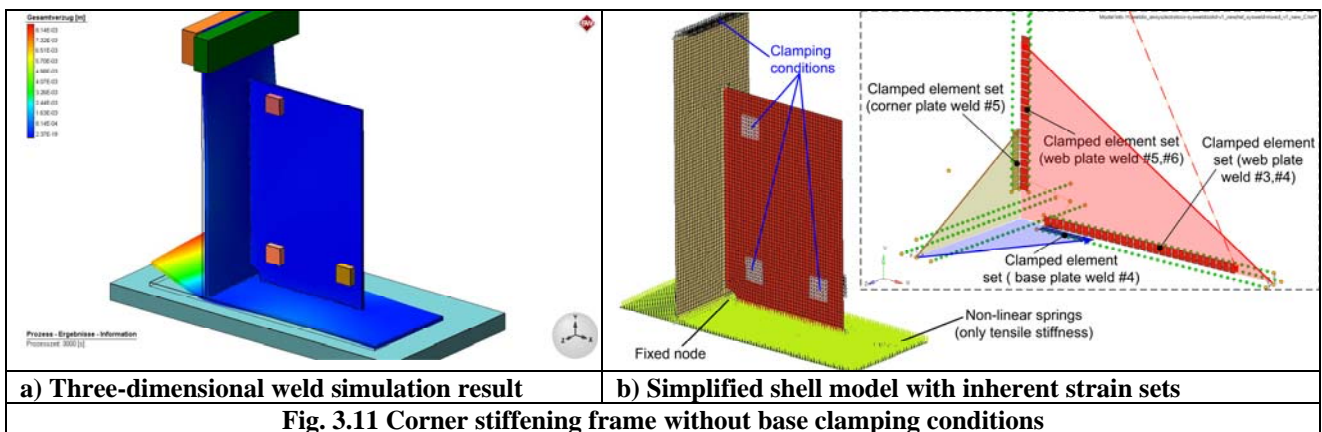 Gesamtverzug [m]
Clamping
conditions
Fixed node
Non-linear springs
(only tensile stiffness)
Clamped element set
(corner plate weld #5)
Clamped element set
(web plate weld #5,#6)
Clamped element
set (web plate
weld #3,#4)
Clamped element
set ( base plate weld #4)
Prozess - Ergebnisse - Information
Prozesszeit: 3000 [s]
a) Three-dimensional weld simulation result
b) Simplified shell model with inherent strain sets
Fig. 3.11 Corner stiffening frame without base clamping conditions